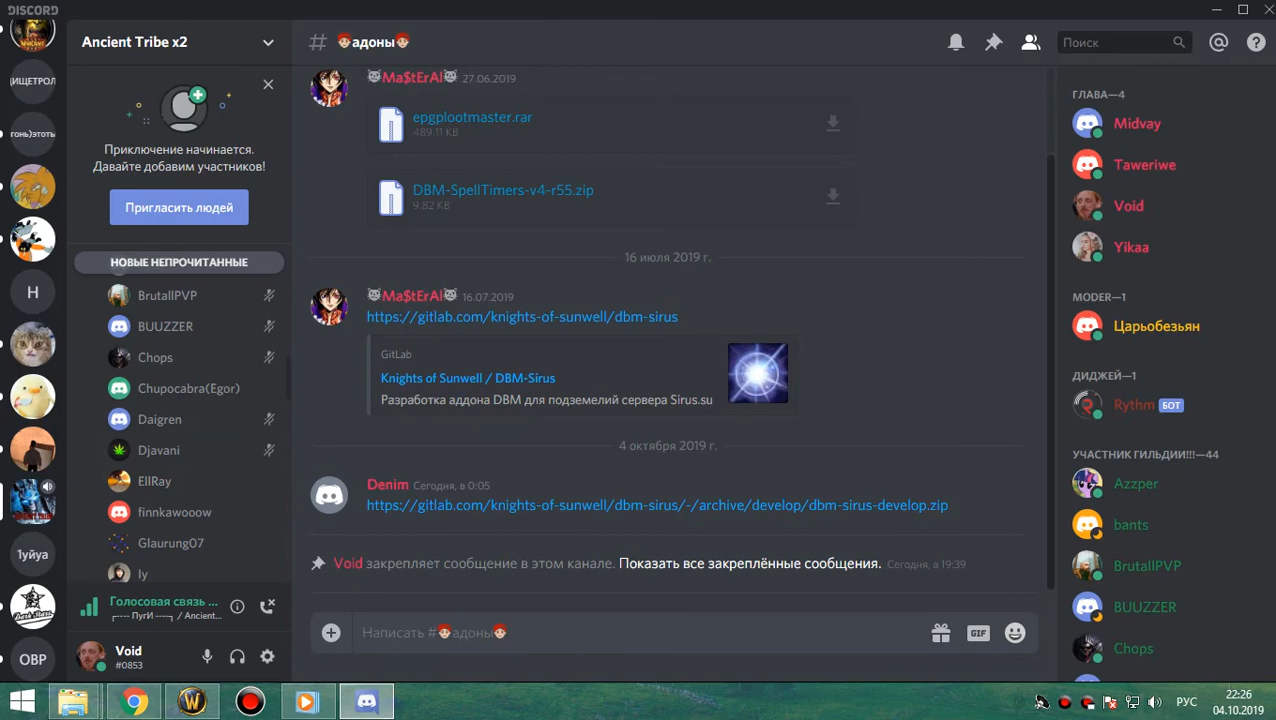 DISCORD
ИЩЕТРОЛ
гонь)этоть
H
1уйуа
ОВР
Ancient Tribe x2
Приключение начинается.
Давайте добавим участников!
Пригласить людей
НОВЫЕ НЕПРОЧИТАННЫЕ
BrutallPVP
BUUZZER
Chops
Chupocabra(Egor)
Daigren
Djavani
EllRay
finnkawooow
Glaurung07
ly
Голосовая связь ...
ПугИ / Ancient...
Void
#0853
# адоны
Поиск
Ma$tErAl 27.06.2019
epgplootmaster.rar
489.11 KB
DBM-SpellTimers-v4-r55.zip
9.82 KB
16 июля 2019 г.
Ma$tErAl 16.07.2019
https://gitlab.com/knights-of-sunwell/dbm-sirus
GitLab
Knights of Sunwell / DBM-Sirus
Разработка аддона DBM для подземелий сервера Sirus.su
4 октября 2019 г.
Denim Сегодня, в 0:05
https://gitlab.com/knights-of-sunwell/dbm-sirus/-/archive/develop/dbm-sirus-develop.zip
Void закрепляет сообщение в этом канале. Показать все закреплённые сообщения. Сегодня, в 19:39
Написать #адоны
GIF
ГЛАВА—4
Midvay
Taweriwe
Void
Yikaa
MODER—1
Царьобезьян
ДИДЖЕЙ—1
Rythm БОТ
УЧАСТНИК ГИЛЬДИИ!!!—44
Azzper
bants
BrutallPVP
BUUZZER
Chops
РУС
22:26
04.10.2019